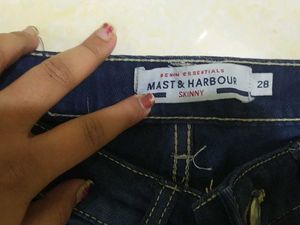 DENIM ESSENTIALS
MAST & HARBOUR
SKINNY
28